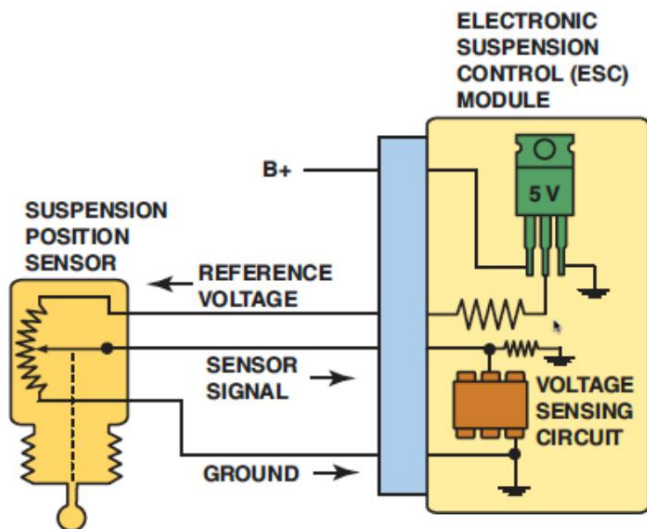 ELECTRONIC
SUSPENSION
CONTROL (ESC)
MODULE
B+
5 V
SUSPENSION
POSITION
SENSOR
REFERENCE
VOLTAGE
SENSOR
SIGNAL
VOLTAGE
SENSING
CIRCUIT
GROUND